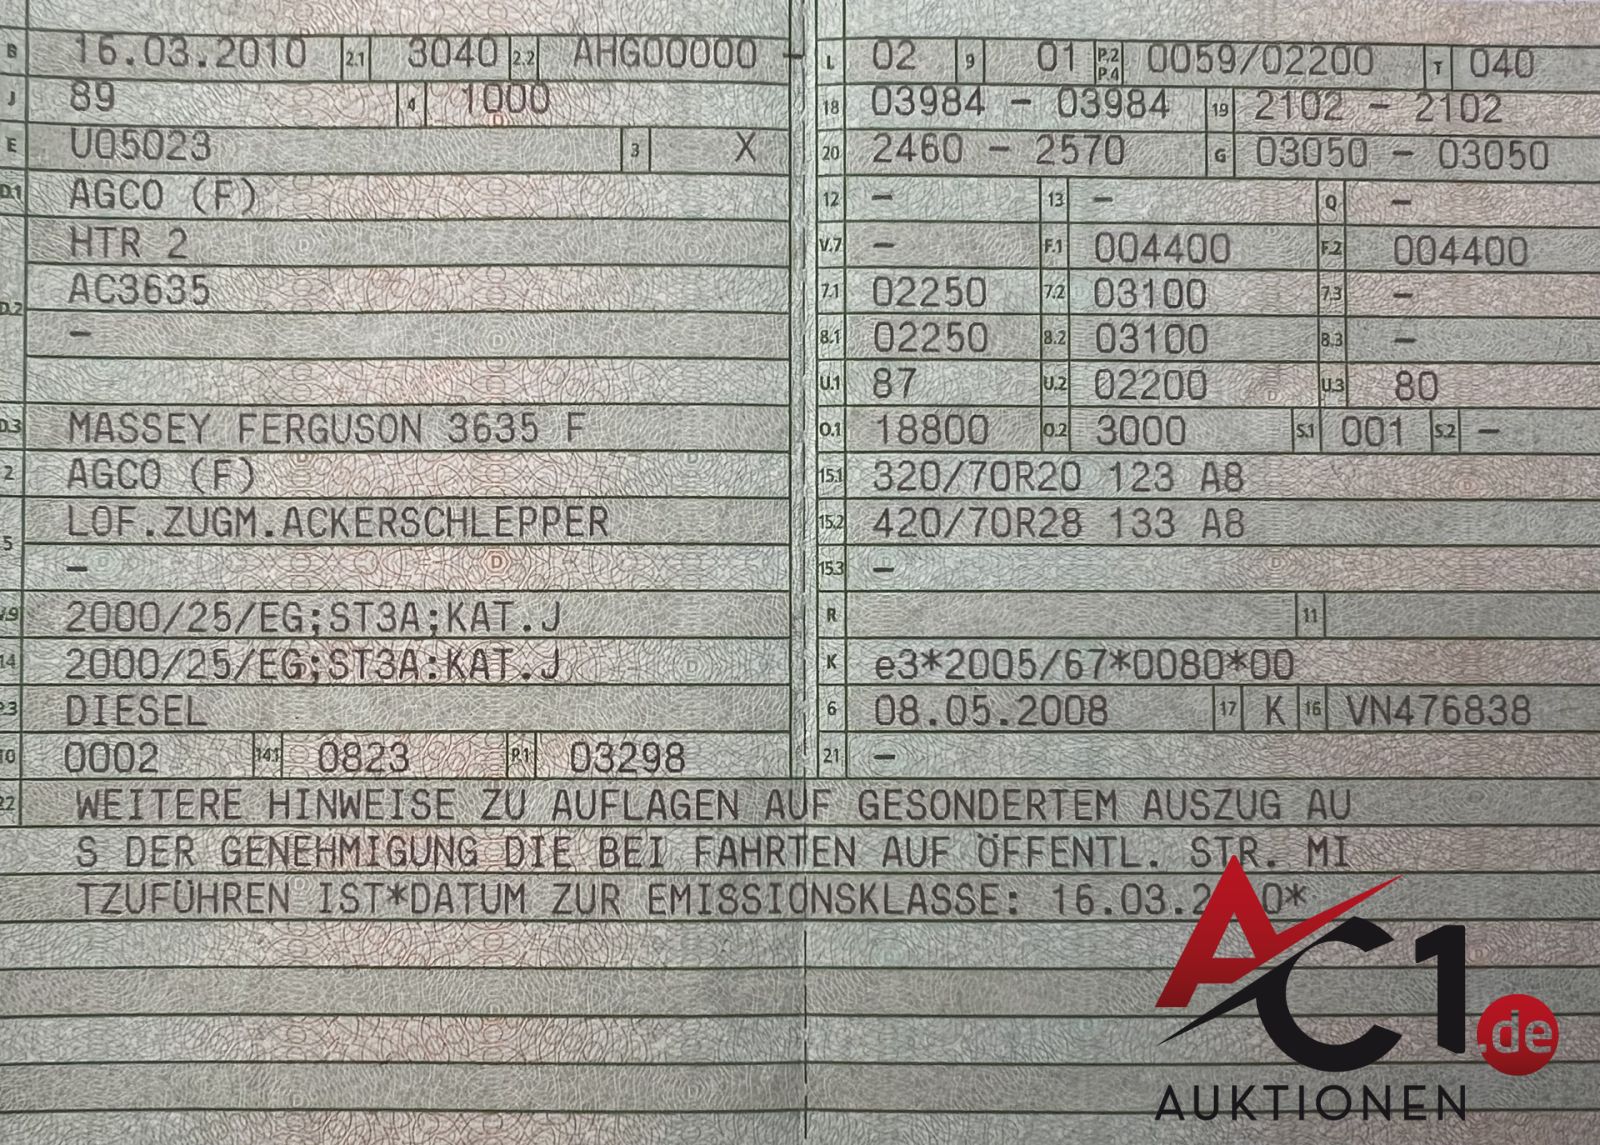 B 16.03.2010 2.1 3040 2.2 AHG00000 -
J 89 4 1000
E U05023 3 X
D.1 AGCO (F)
HTR 2
D.2 AC3635
-
D.3 MASSEY FERGUSON 3635 F
2 AGCO (F)
5 LOF.ZUGM.ACKERSCHLEPPER
-
V.9 2000/25/EG;ST3A;KAT.J
14 2000/25/EG;ST3A:KAT.J
P.3 DIESEL
10 0002 14.1 0823 P.1 03298
L 02 9 01 P.2 P.4 0059/02200 T 040
18 03984 - 03984 19 2102 - 2102
20 2460 - 2570 G 03050 - 03050
12 - 13 - Q -
V.7 - F.1 004400 F.2 004400
7.1 02250 7.2 03100 7.3 -
8.1 02250 8.2 03100 8.3 -
U.1 87 U.2 02200 U.3 80
O.1 18800 O.2 3000 S.1 001 S.2 -
15.1 320/70R20 123 A8
15.2 420/70R28 133 A8
15.3 -
R 11
K e3*2005/67*0080*00
6 08.05.2008 17 K 16 VN476838
21 -
22 WEITERE HINWEISE ZU AUFLAGEN AUF GESONDERTEM AUSZUG AU
S DER GENEHMIGUNG DIE BEI FAHRTEN AUF ÖFFENTL. STR. MI
TZUFÜHREN IST*DATUM ZUR EMISSIONSKLASSE: 16.03.2 0*
AC1.de
AUKTIONEN